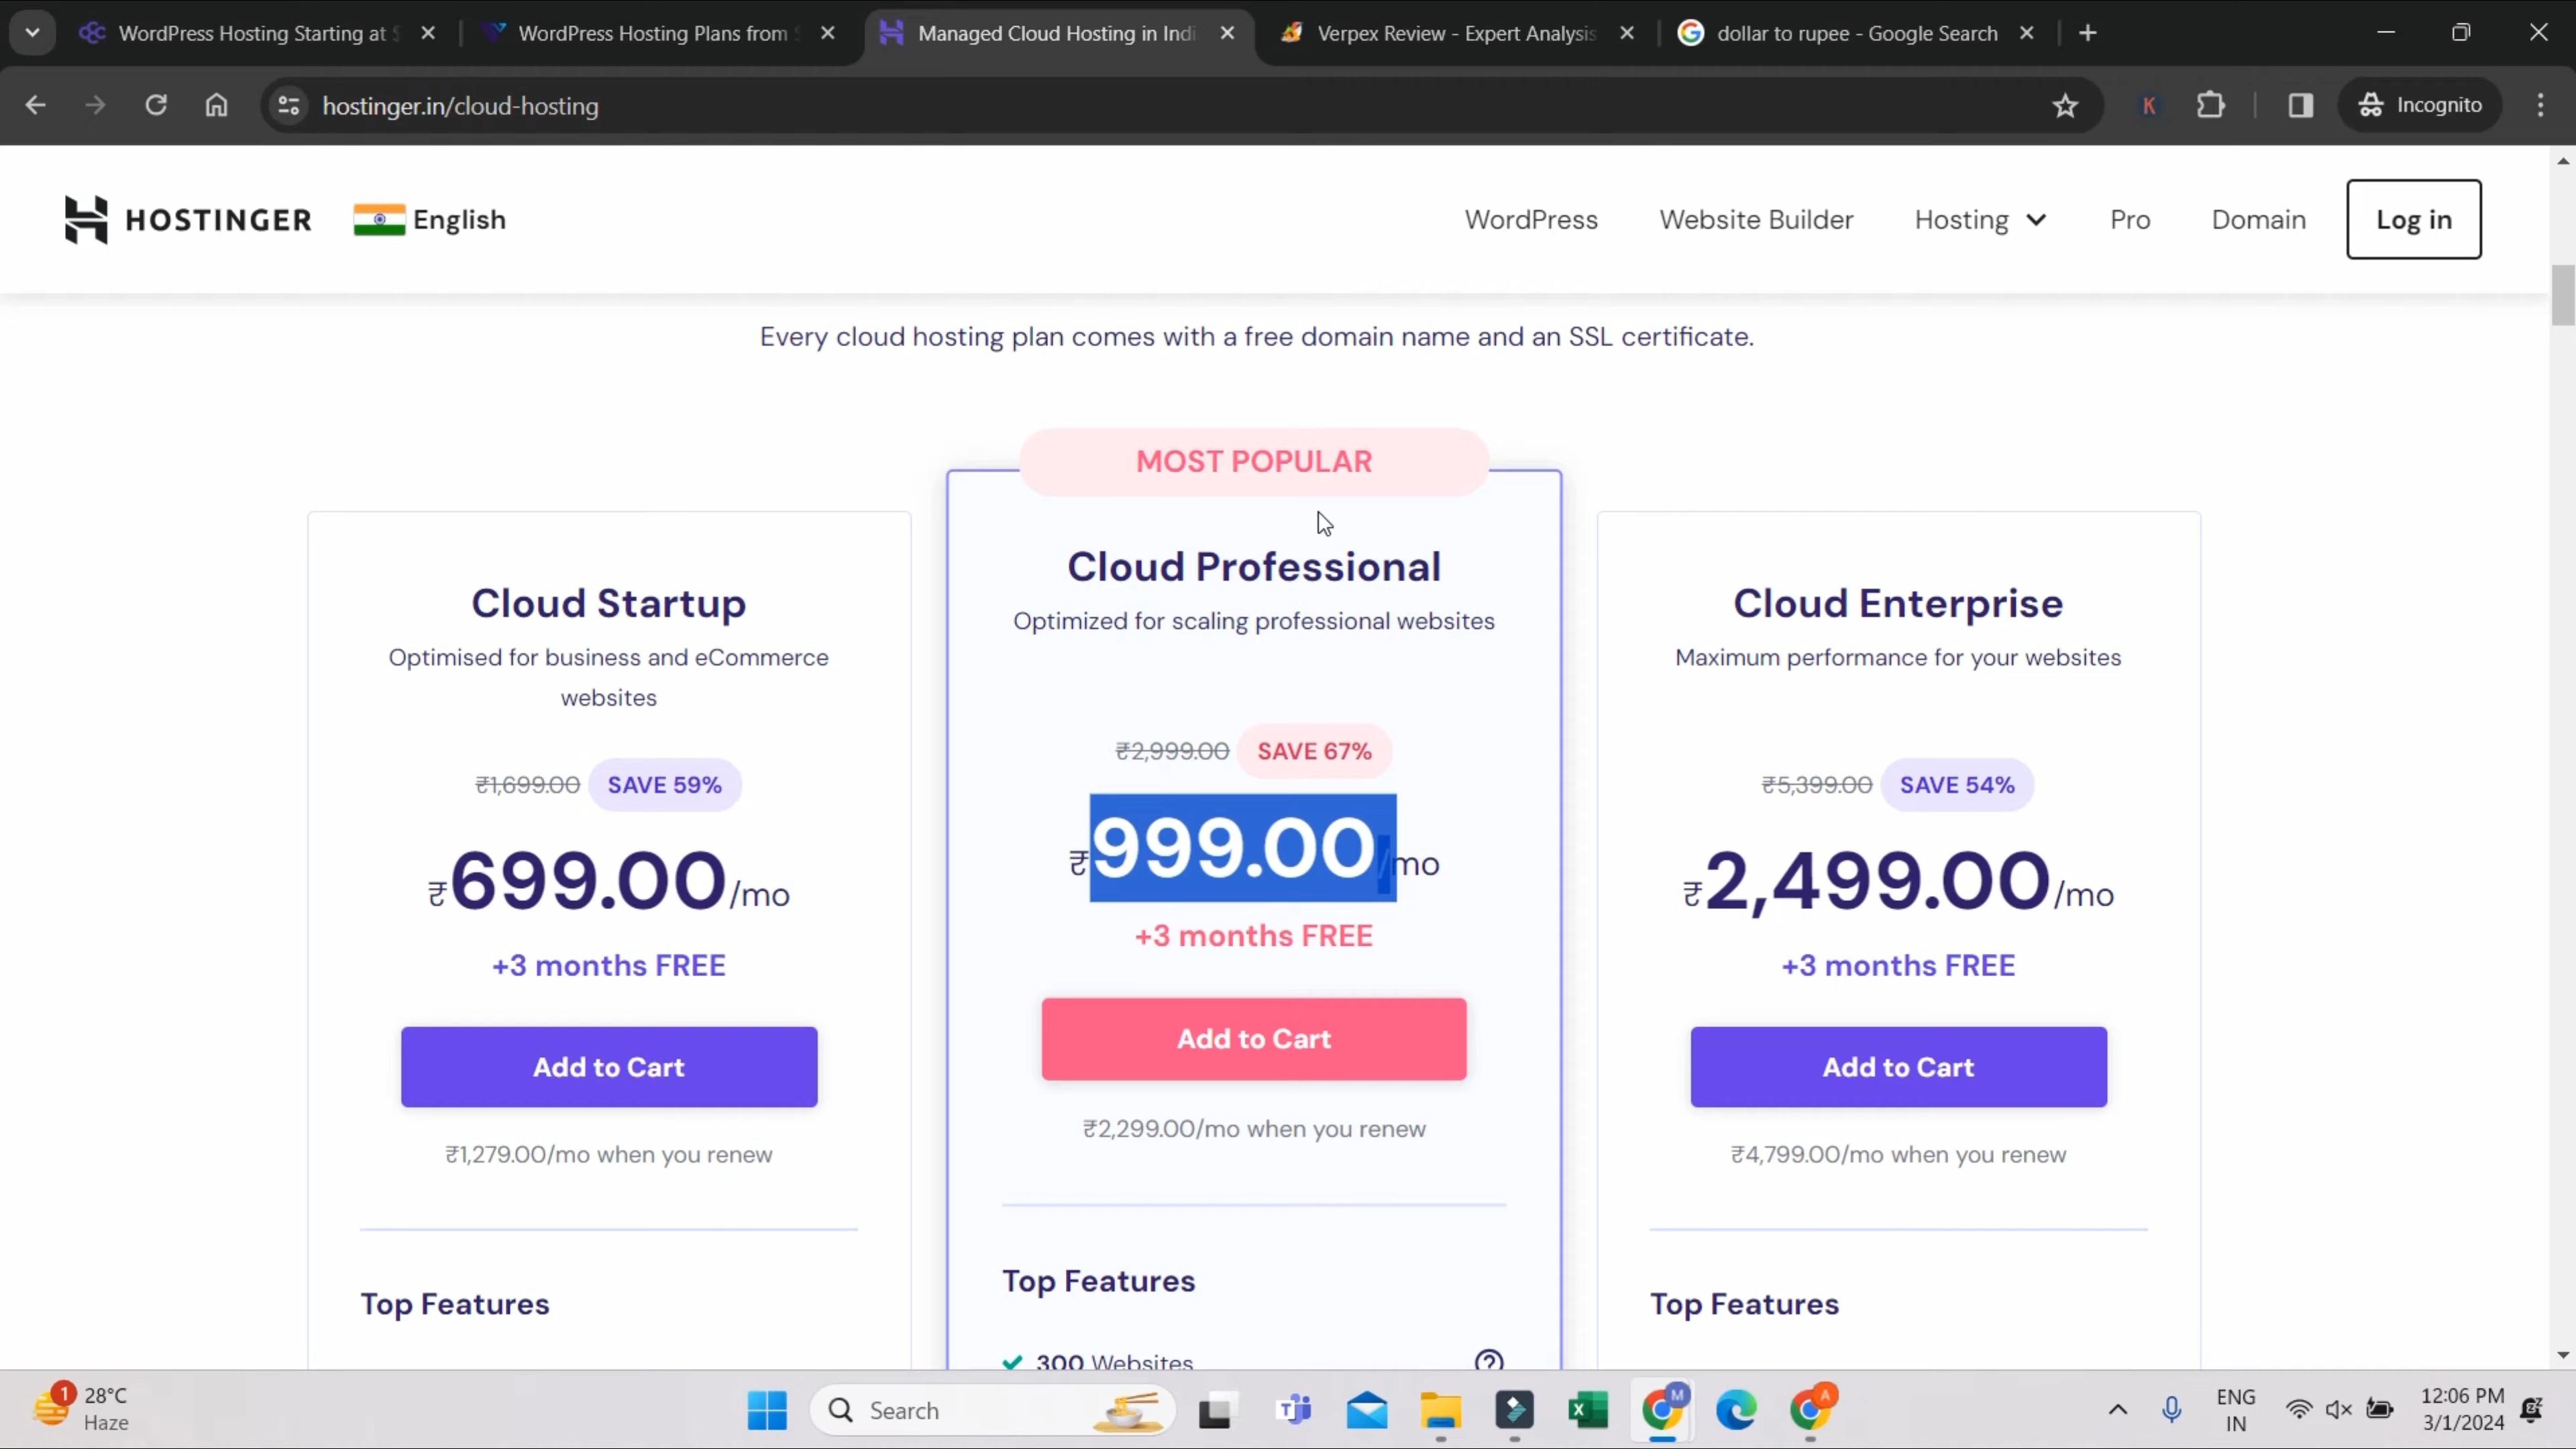 WordPress Hosting Starting at $
WordPress Hosting Plans from $
Managed Cloud Hosting in Indi
Verpex Review - Expert Analysis
dollar to rupee - Google Search
hostinger.in/cloud-hosting
K
Incognito
HOSTINGER
English
WordPress
Website Builder
Hosting
Pro
Domain
Log in
Every cloud hosting plan comes with a free domain name and an SSL certificate.
Cloud Startup
Optimised for business and eCommerce
websites
₹1,699.00 SAVE 59%
₹699.00/mo
+3 months FREE
Add to Cart
₹1,279.00/mo when you renew
Top Features
MOST POPULAR
Cloud Professional
Optimized for scaling professional websites
₹2,999.00 SAVE 67%
₹999.00/mo
+3 months FREE
Add to Cart
₹2,299.00/mo when you renew
Top Features
300 Websites
Cloud Enterprise
Maximum performance for your websites
₹5,399.00 SAVE 54%
₹2,499.00/mo
+3 months FREE
Add to Cart
₹4,799.00/mo when you renew
Top Features
1
28°C
Haze
Search
M
A
ENG
IN
12:06 PM
3/1/2024